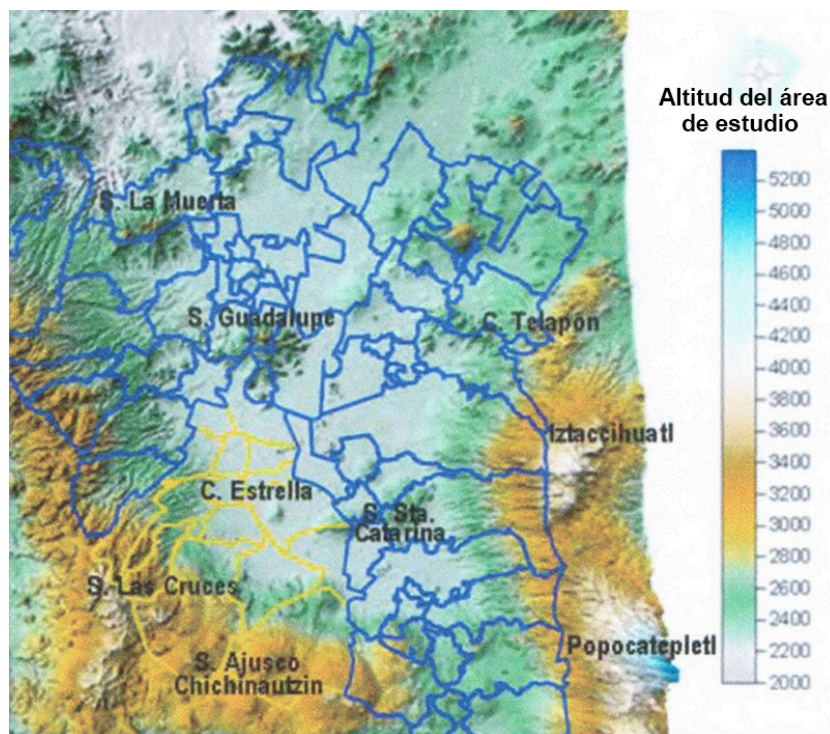 Altitud del área
de estudio
5200
5000
4800
4600
4400
4200
4000
3800
3600
3400
3200
3000
2800
2600
2400
2200
2000
S. La Muerta
S. Guadalupe
C. Telapón
Iztaccihuatl
C. Estrella
S. Sta.
Catarina
S. Las Cruces
Popocatepletl
S. Ajusco
Chichinautzin